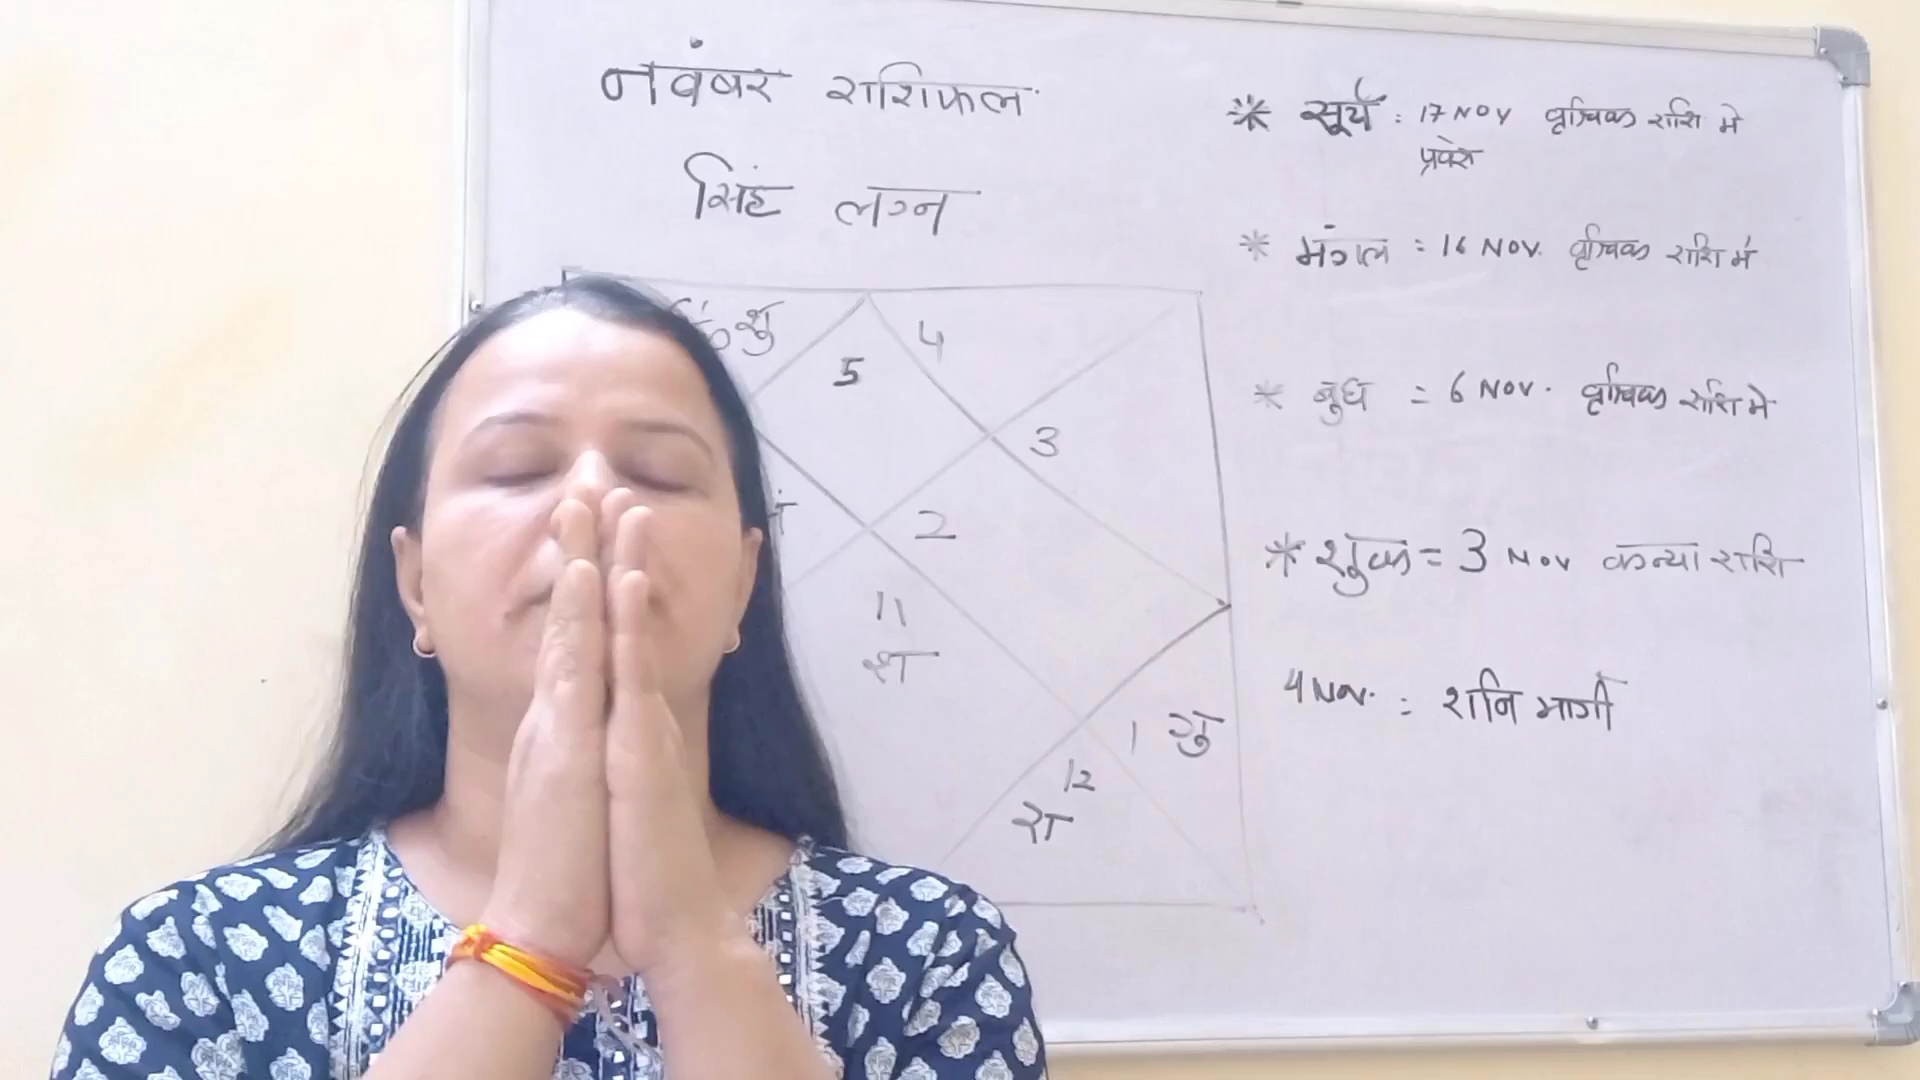 नवंबर राशिफल
सिंह लग्न
शु
5
4
3
2
11
श
1 गु
12
रा
* सूर्य : 17 NOV वृश्चिक राशि मे
प्रवेश
* मंगल = 16 NOV. वृश्चिक राशि में
* बुध = 6 NOV. वृश्चिक राशि मे
* शुक्र = 3 NOV कन्या राशि
4 Nov. = शनि मार्गी